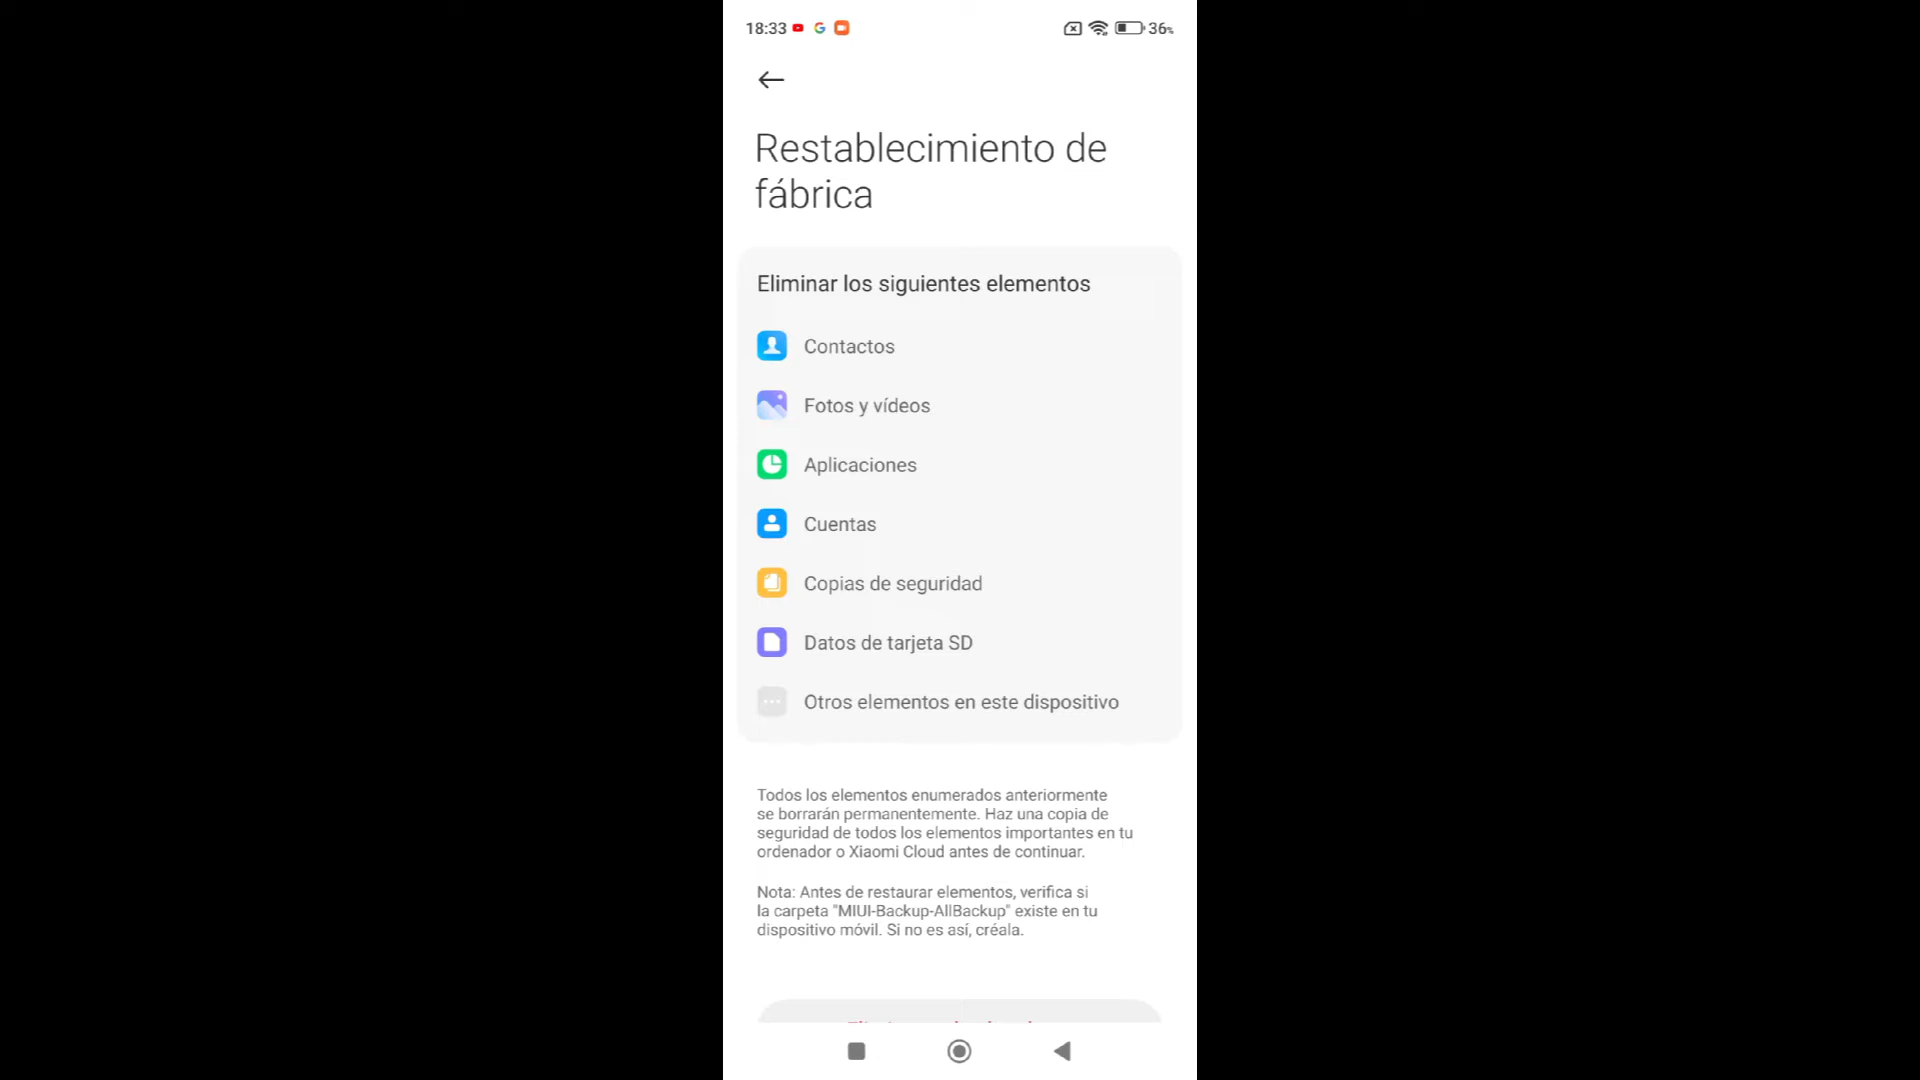 18:33
36%
Restablecimiento de
fábrica
Eliminar los siguientes elementos
Contactos
Fotos y vídeos
Aplicaciones
Cuentas
Copias de seguridad
Datos de tarjeta SD
Otros elementos en este dispositivo
Todos los elementos enumerados anteriormente
se borrarán permanentemente. Haz una copia de
seguridad de todos los elementos importantes en tu
ordenador o Xiaomi Cloud antes de continuar.
Nota: Antes de restaurar elementos, verifica si
la carpeta "MIUI-Backup-AllBackup" existe en tu
dispositivo móvil. Si no es así, créala.